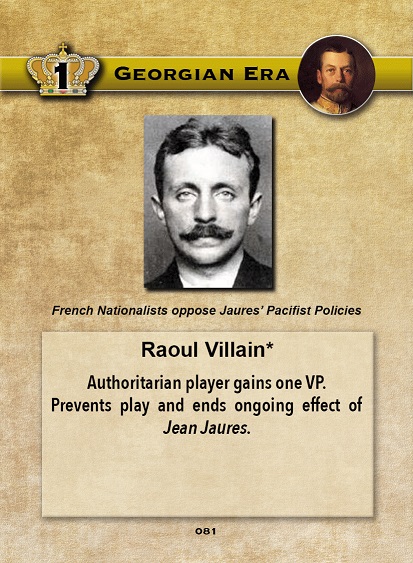 1
GEORGIAN ERA
French Nationalists oppose Jaures' Pacifist Policies
Raoul Villain*
Authoritarian player gains one VP.
Prevents play and ends ongoing effect of
Jean Jaures.
081